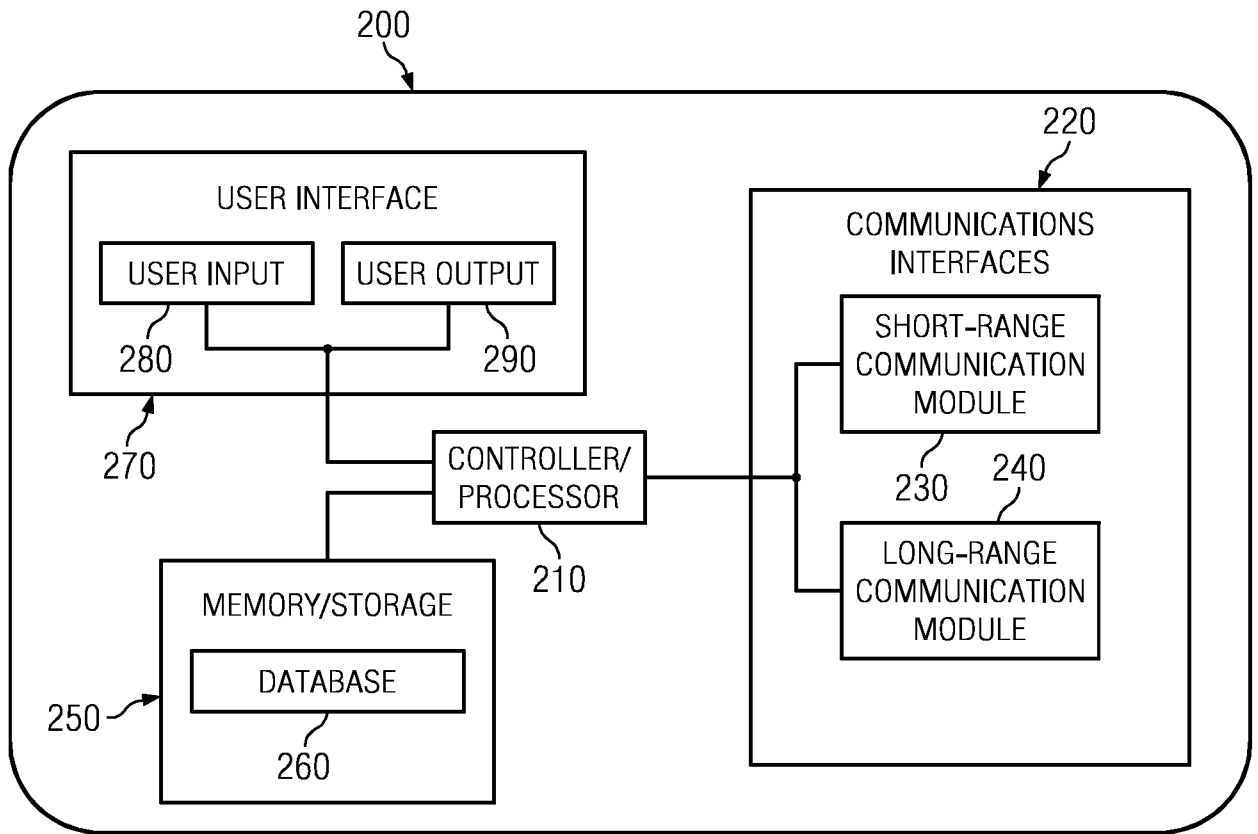 200
220
USER INTERFACE
USER INPUT
USER OUTPUT
280
290
270
COMMUNICATIONS
INTERFACES
SHORT-RANGE
COMMUNICATION
MODULE
230
240
LONG-RANGE
COMMUNICATION
MODULE
CONTROLLER/
PROCESSOR
210
MEMORY/STORAGE
DATABASE
250
260